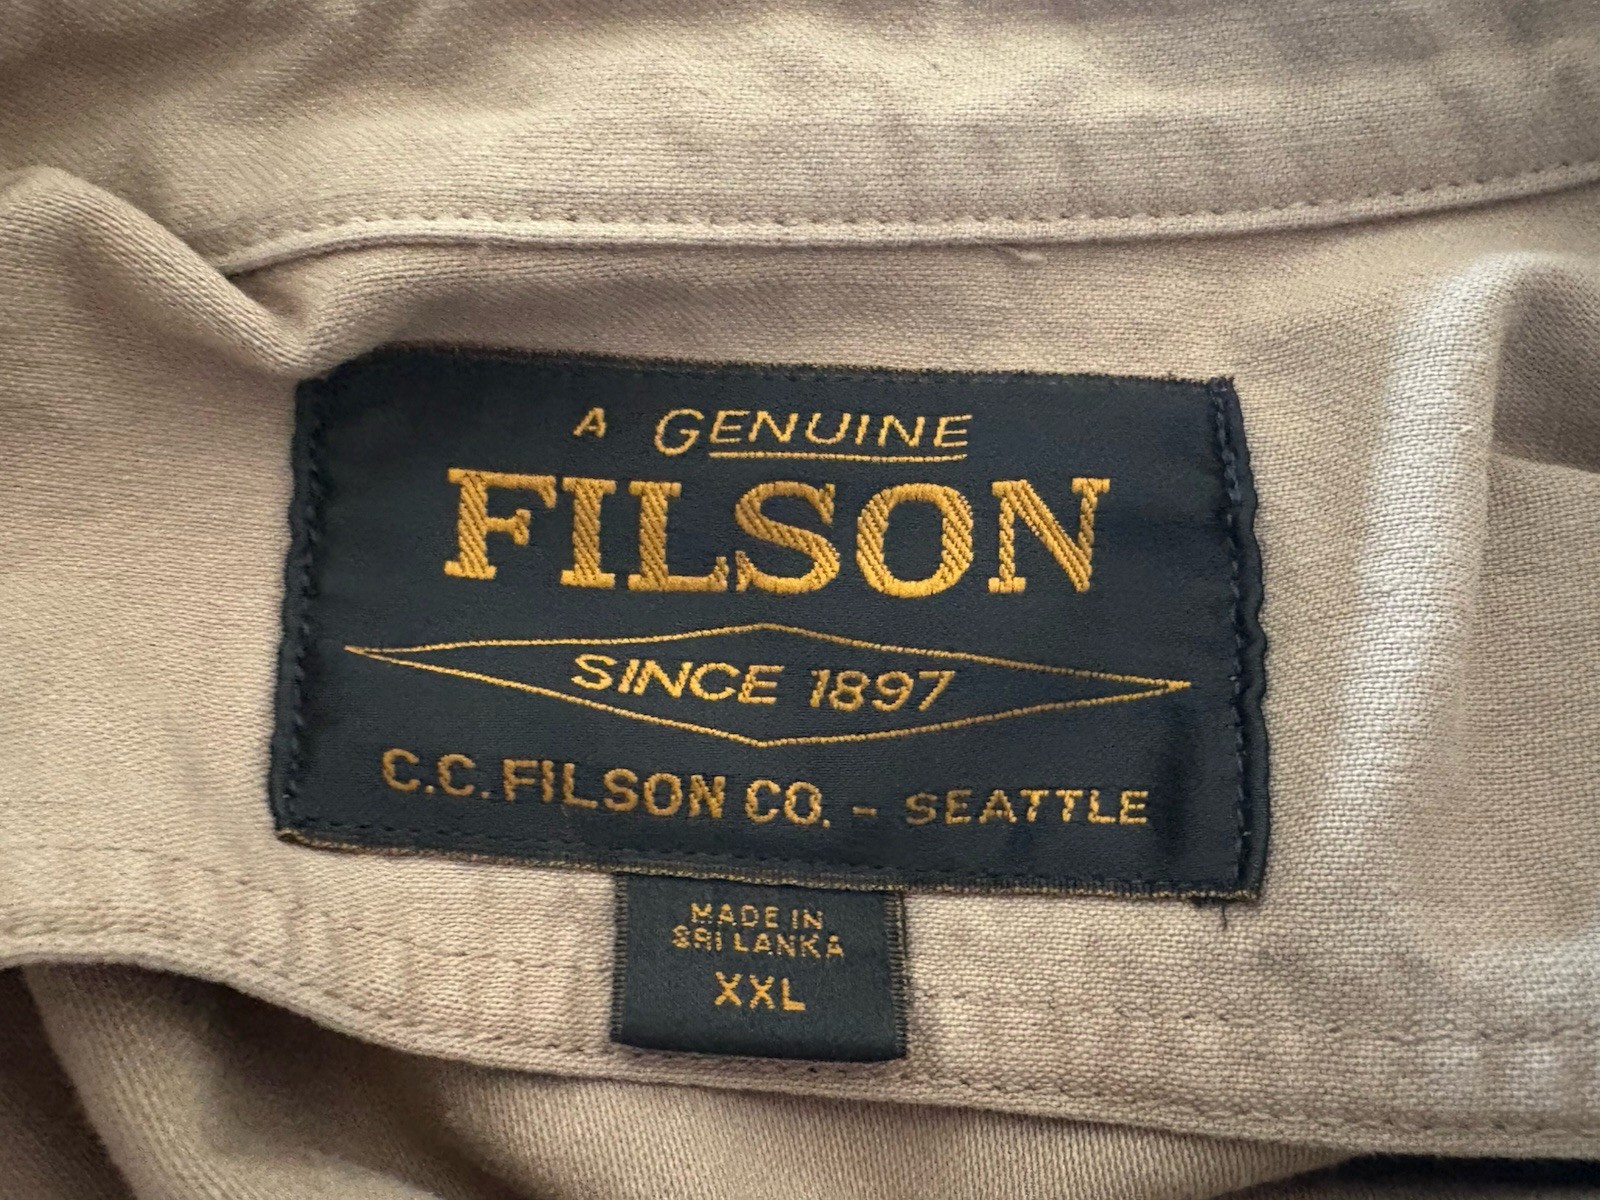 A GENUINE
FILSON
SINCE 1897
C.C. FILSON CO. - SEATTLE
MADE IN
SRI LANKA
XXL